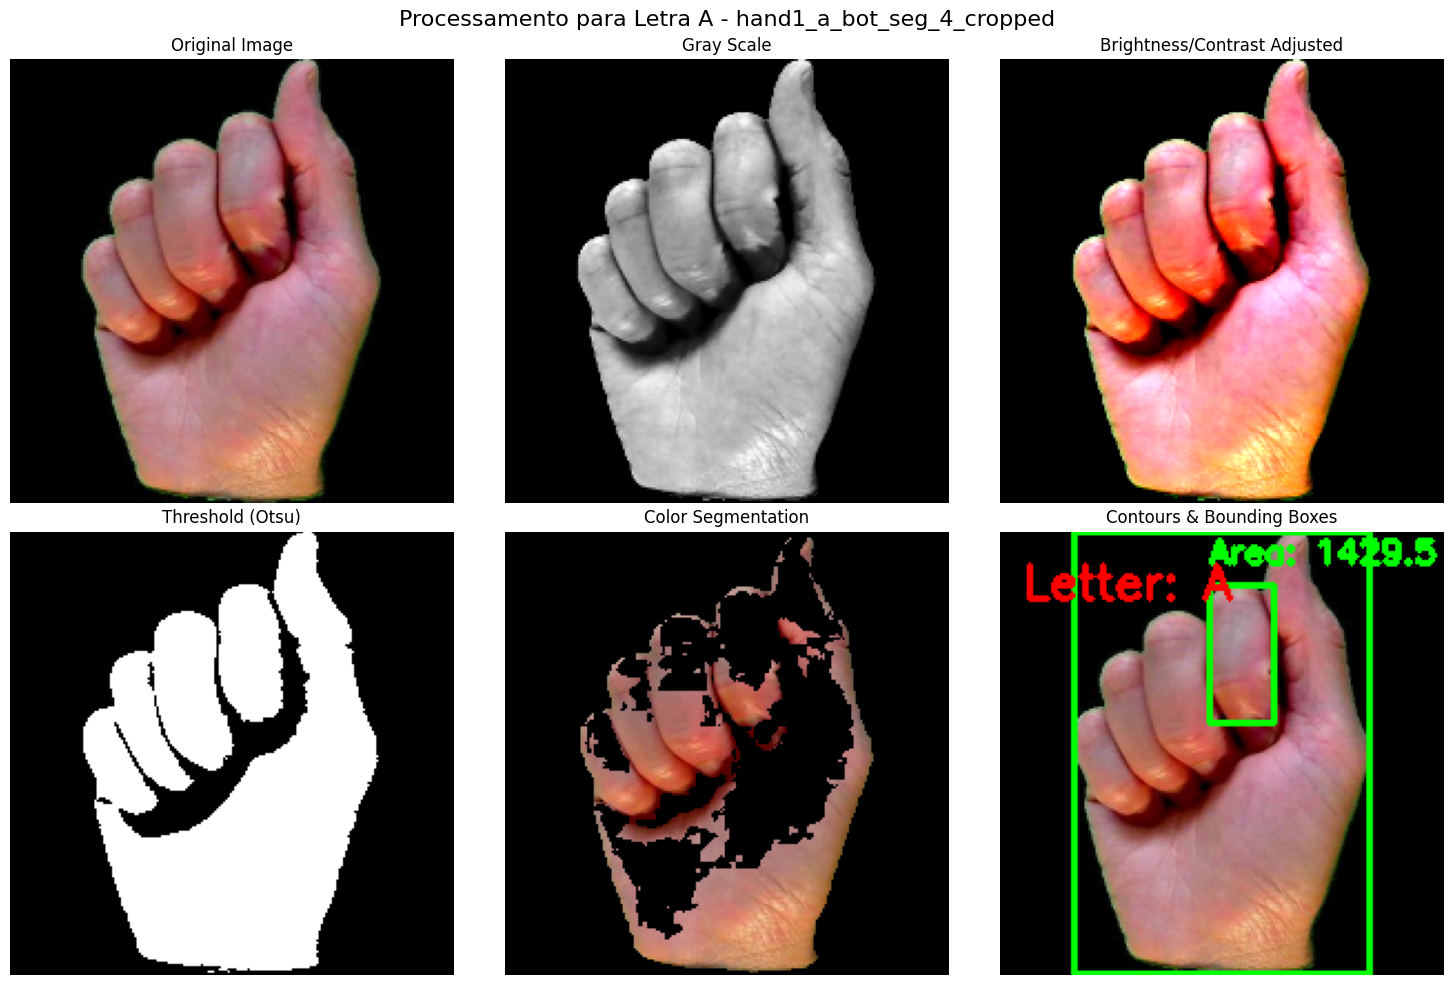 Processamento para Letra A - hand1_a_bot_seg_4_cropped
Original Image
Gray Scale
Brightness/Contrast Adjusted
Threshold (Otsu)
Color Segmentation
Contours & Bounding Boxes
Area: 1429.5
Letter: A